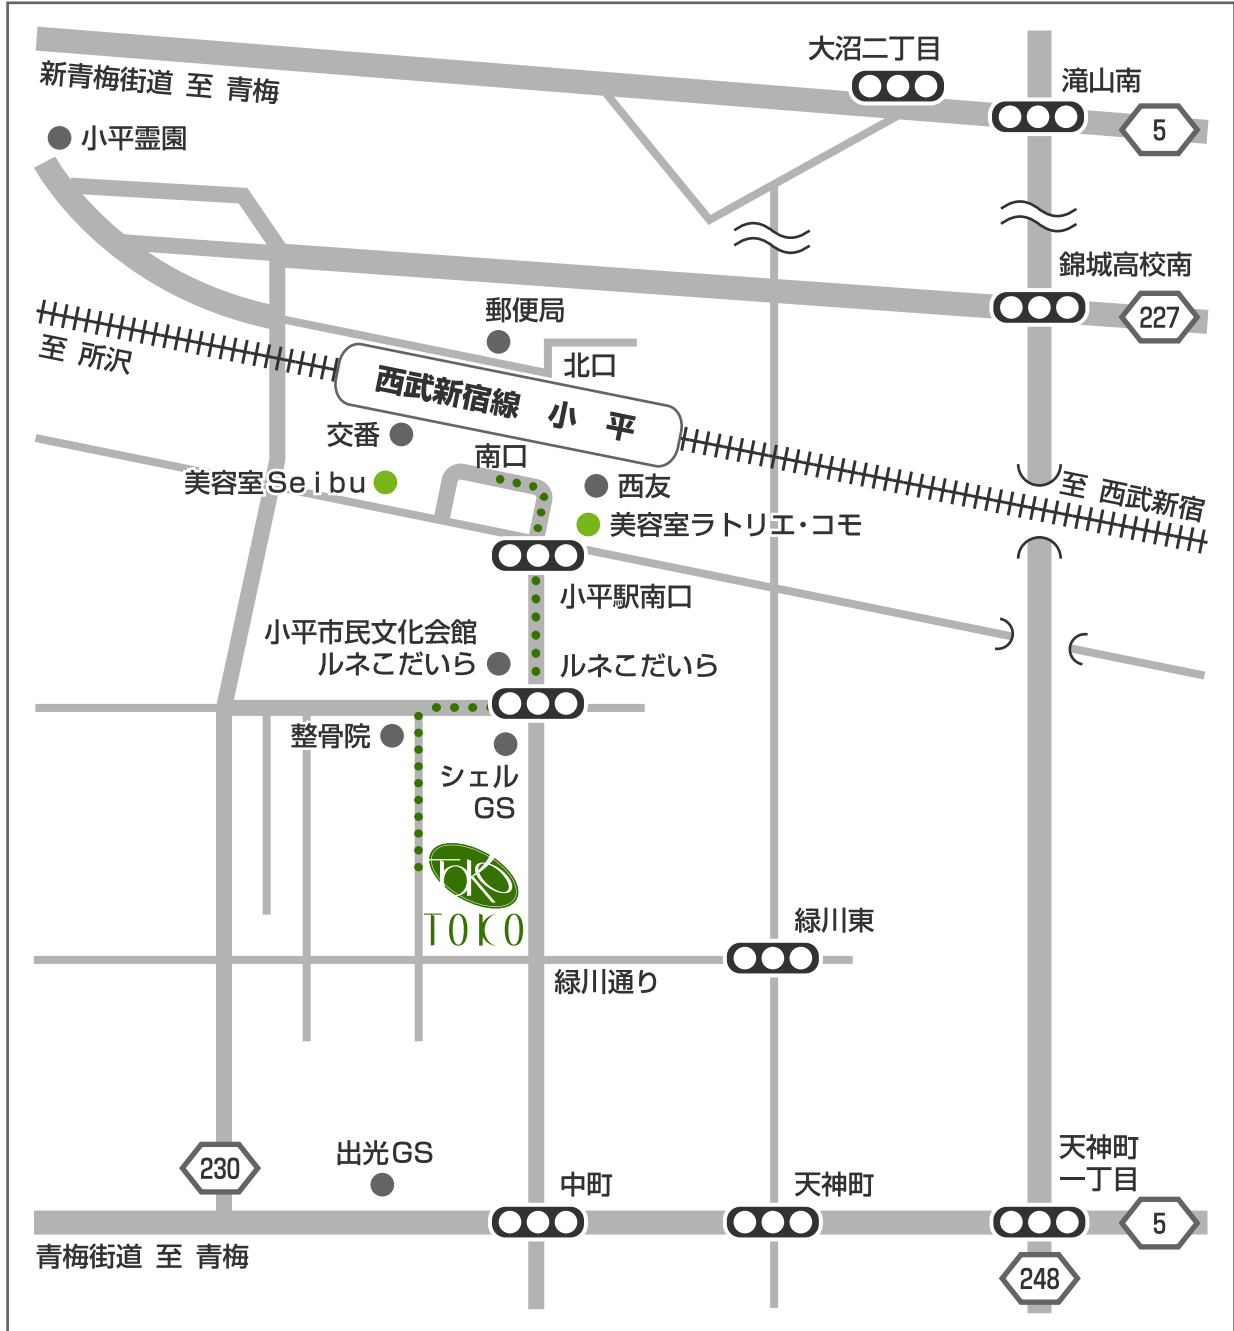 大沼二丁目
滝山南
新青梅街道 至 青梅
5
小平霊園
錦城高校南
227
郵便局
北口
至 所沢
西武新宿線 小 平
交番
南口
美容室Seibu
西友
至 西武新宿
美容室ラトリエ・コモ
小平駅南口
小平市民文化会館
ルネこだいら
ルネこだいら
整骨院
シェル
GS
TOKO
TOKO
緑川東
緑川通り
230
出光GS
中町
天神町
天神町
一丁目
5
青梅街道 至 青梅
248